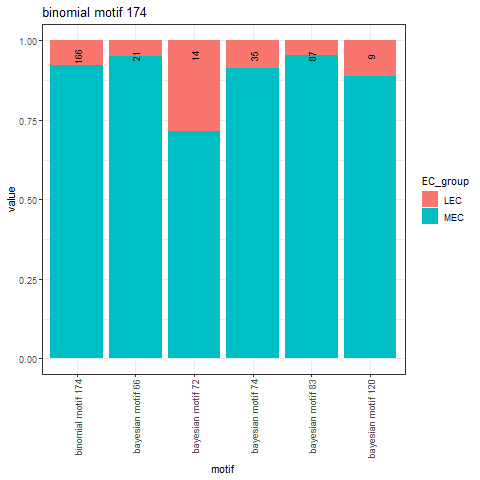 binomial motif 174
1.00
0.75
0.50
0.25
0.00
value
166
21
14
35
87
9
binomial motif 174
bayesian motif 66
bayesian motif 72
bayesian motif 74
bayesian motif 83
bayesian motif 120
motif
EC_group
LEC
MEC